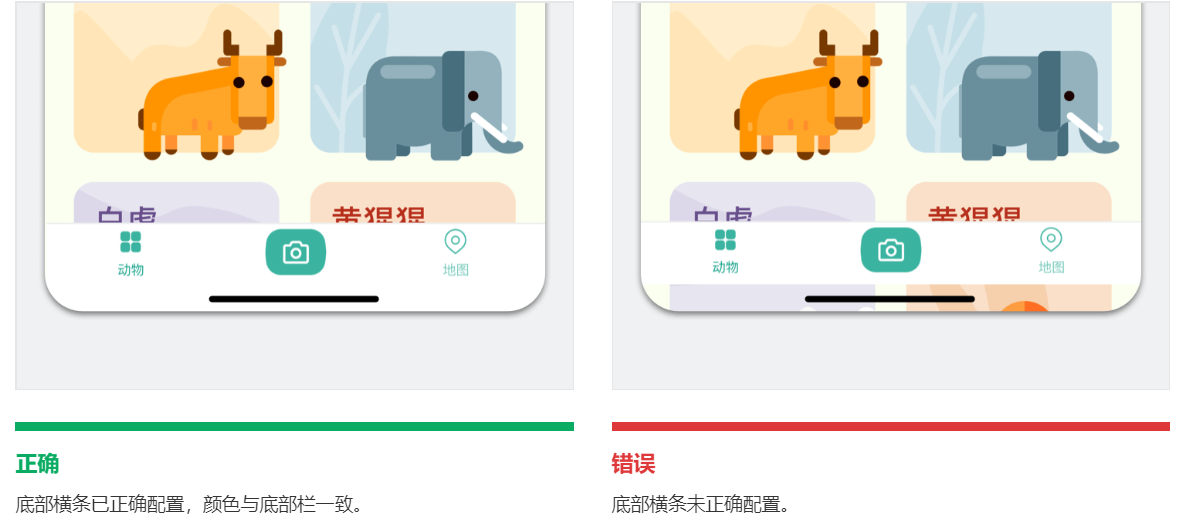 白虎 黄猩猩 白虎 黄猩猩
动物 地图 动物 地图
正确 错误
底部横条已正确配置，颜色与底部栏一致。 底部横条未正确配置。